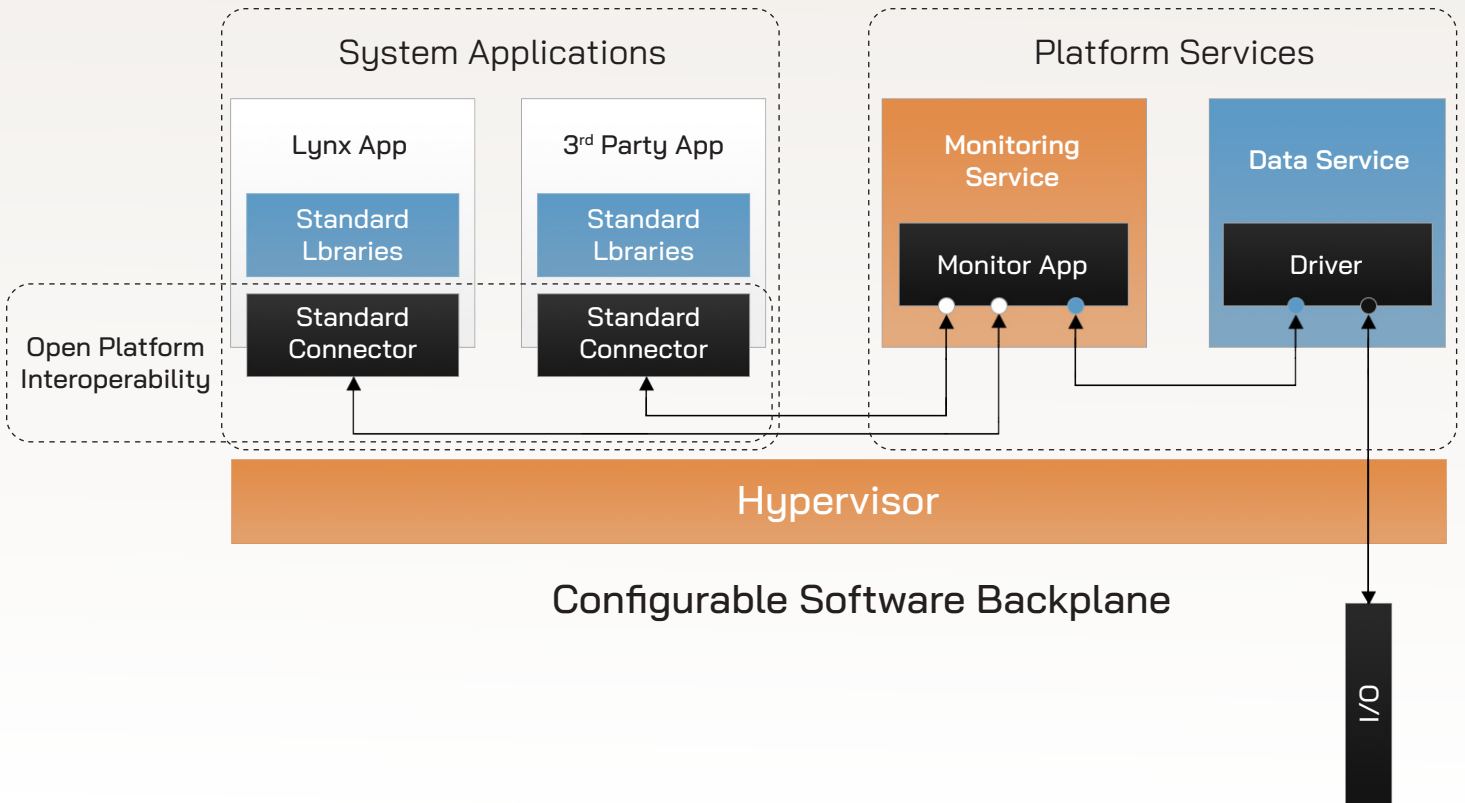 System Applications
Platform Services
Lynx App
3rd Party App
Monitoring
Service
Data Service
Standard
Lbraries
Standard
Lbraries
Monitor App
Driver
Open Platform
Interoperability
Standard
Connector
Standard
Connector
Hypervisor
Configurable Software Backplane
I/O